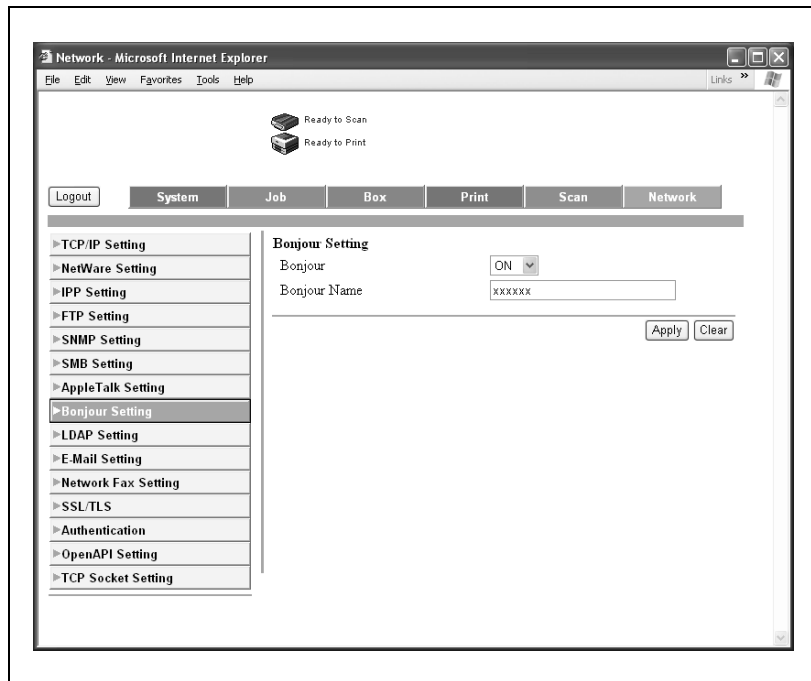 Network - Microsoft Internet Explorer
File Edit View Favorites Tools Help Links »
Ready to Scan
Ready to Print
Logout System Job Box Print Scan Network
TCP/IP Setting
NetWare Setting
IPP Setting
FTP Setting
SNMP Setting
SMB Setting
AppleTalk Setting
Bonjour Setting
LDAP Setting
E-Mail Setting
Network Fax Setting
SSL/TLS
Authentication
OpenAPI Setting
TCP Socket Setting
Bonjour Setting
Bonjour ON
Bonjour Name xxxxxx
Apply Clear